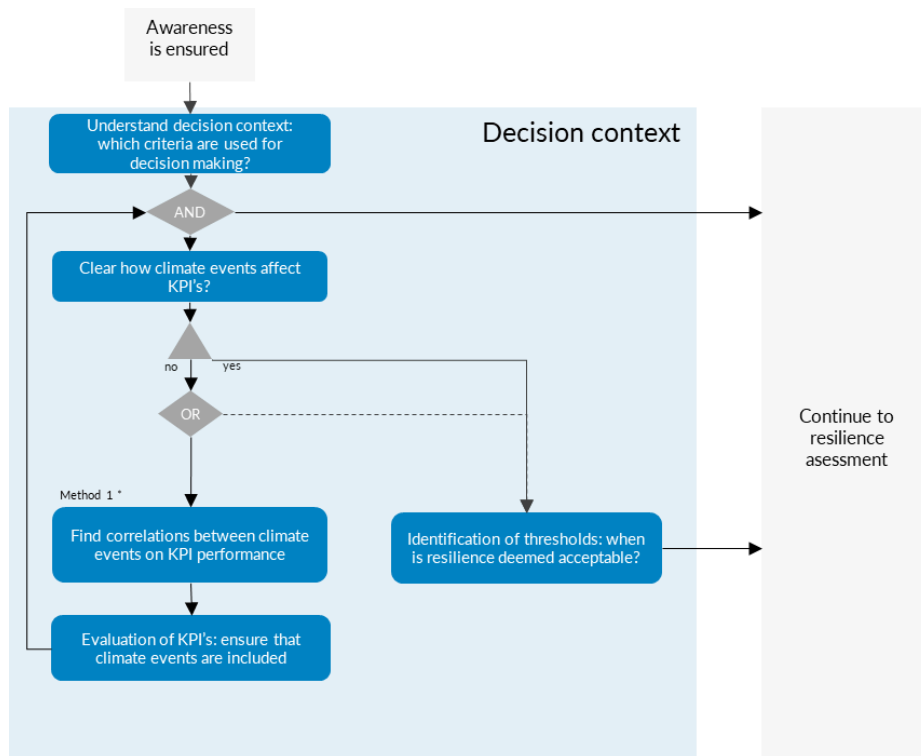 Awareness
is ensured
Decision context
Understand decision context:
which criteria are used for
decision making?
AND
Clear how climate events affect
KPI's?
no
yes
OR
Continue to
resilience
asessment
Method 1 *
Find correlations between climate
events on KPI performance
Identification of thresholds: when
is resilience deemed acceptable?
Evaluation of KPI's: ensure that
climate events are included